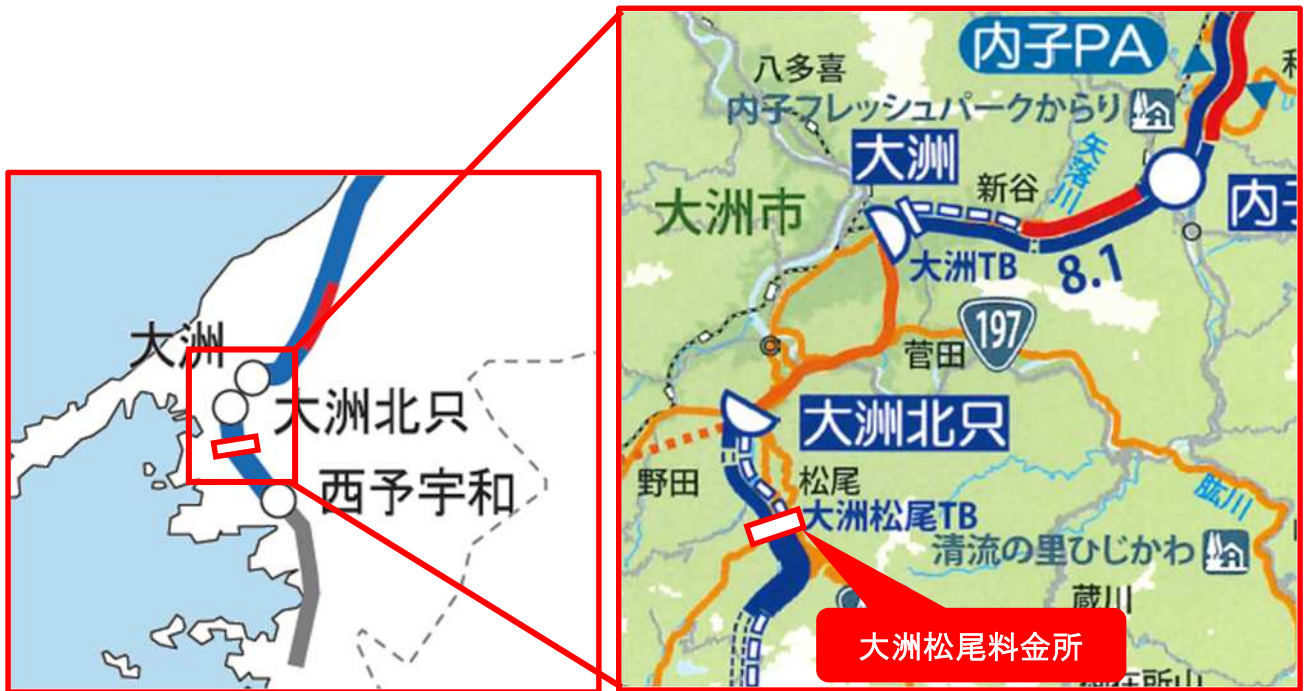 大洲
大洲北只
西予宇和
内子PA
八多喜
内子フレッシュパークからり
大洲
矢落川
新谷
大洲市
大洲TB
8.1
197
菅田
大洲北只
野田
松尾
大洲松尾TB
肱川
清流の里ひじかわ
蔵川
大洲松尾料金所